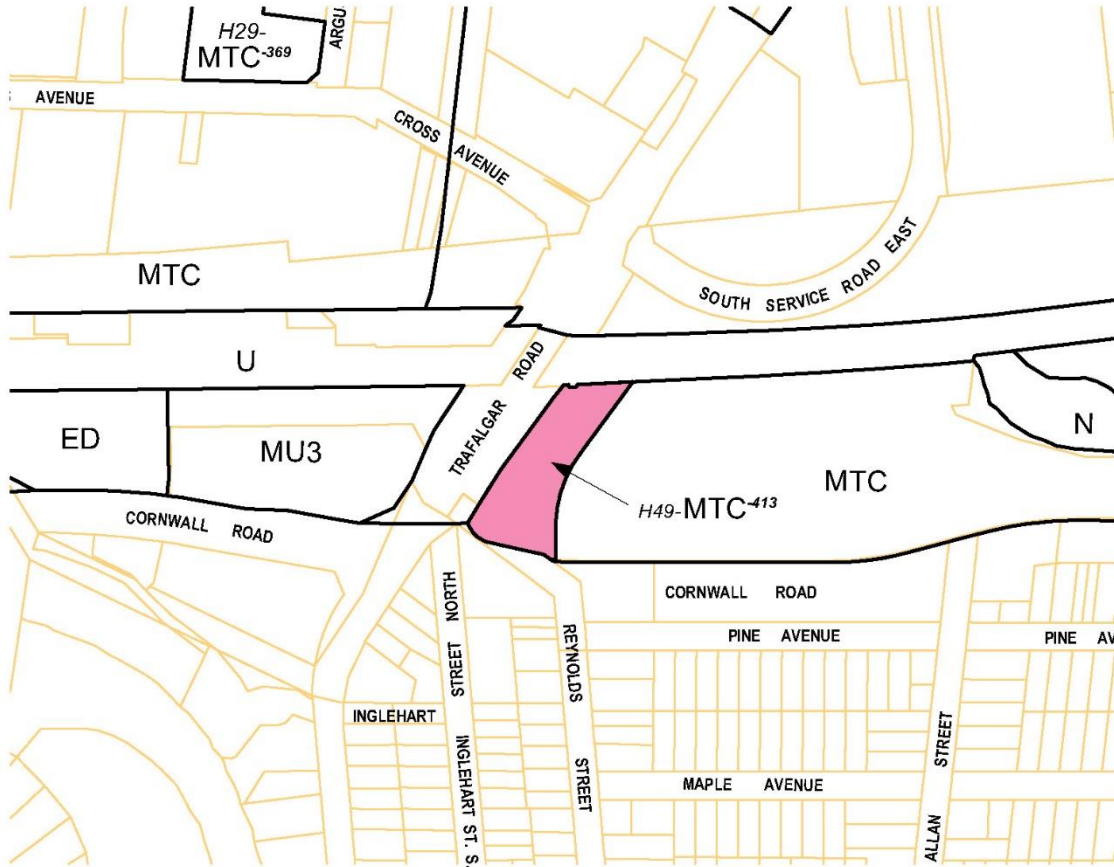 H29-
MTC-369
ARGU
S AVENUE
CROSS AVENUE
MTC
SOUTH SERVICE ROAD EAST
U
TRAFALGAR ROAD
ED
MU3
N
MTC
H49-MTC-413
CORNWALL ROAD
CORNWALL ROAD
PINE AVENUE
PINE AV
INGLEHART
STREET NORTH
REYNOLDS STREET
INGLEHART ST. S.
MAPLE AVENUE
ALLAN STREET